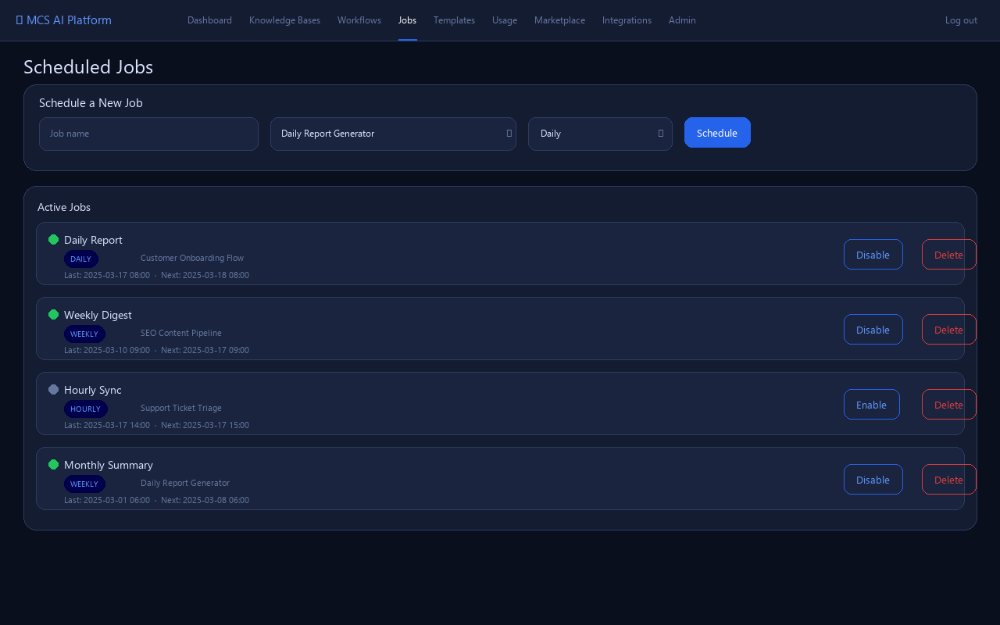 MCS AI Platform
Dashboard Knowledge Bases Workflows Jobs Templates Usage Marketplace Integrations Admin Log out
Scheduled Jobs
Schedule a New Job
Job name Daily Report Generator Daily Schedule
Active Jobs
Daily Report
DAILY Customer Onboarding Flow
Last: 2025-03-17 08:00 · Next: 2025-03-18 08:00
Disable Delete
Weekly Digest
WEEKLY SEO Content Pipeline
Last: 2025-03-10 09:00 · Next: 2025-03-17 09:00
Disable Delete
Hourly Sync
HOURLY Support Ticket Triage
Last: 2025-03-17 14:00 · Next: 2025-03-17 15:00
Enable Delete
Monthly Summary
WEEKLY Daily Report Generator
Last: 2025-03-01 06:00 · Next: 2025-03-08 06:00
Disable Delete